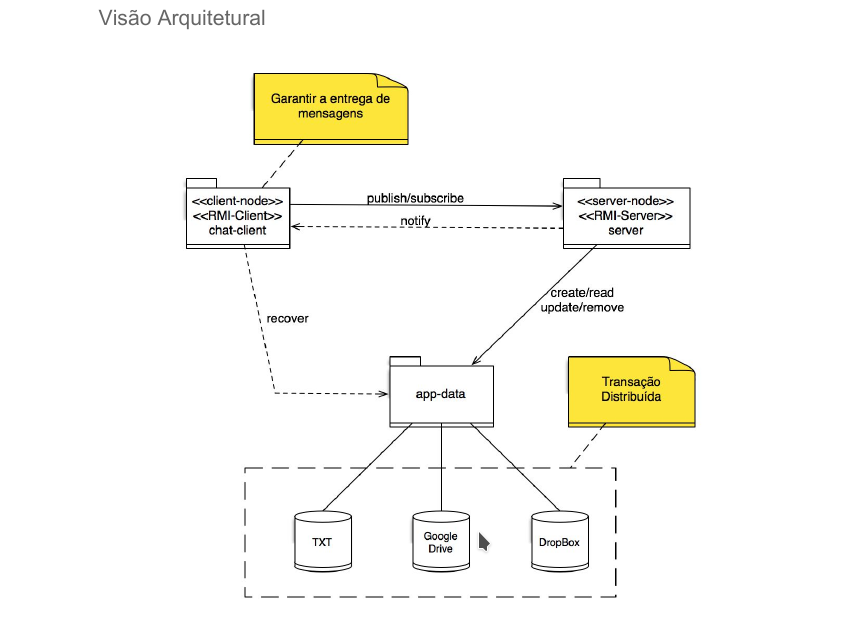 Visão Arquitetural
Garantir a entrega de
mensagens
<<client-node>>
<<RMI-Client>>
chat-client
publish/subscribe
notify
<<server-node>>
<<RMI-Server>>
server
recover
create/read
update/remove
app-data
Transação
Distribuída
TXT
Google
Drive
DropBox